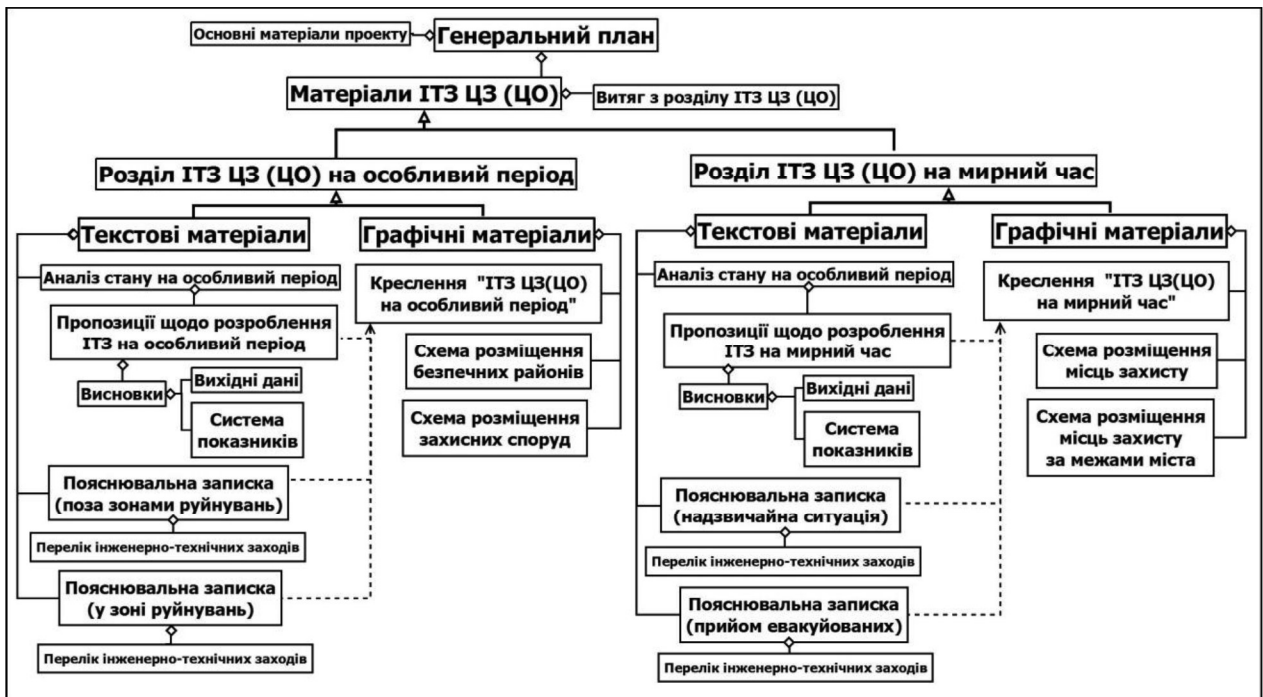 Основні матеріали проекту
Генеральний план
Матеріали ІТЗ ЦЗ (ЦО)
Витяг з розділу ІТЗ ЦЗ (ЦО)
Розділ ІТЗ ЦЗ (ЦО) на особливий період
Текстові матеріали
Графічні матеріали
Аналіз стану на особливий період
Пропозиції щодо розроблення
ІТЗ на особливий період
Висновки
Вихідні дані
Система
показників
Пояснювальна записка
(поза зонами руйнувань)
Перелік інженерно-технічних заходів
Пояснювальна записка
(у зоні руйнувань)
Перелік інженерно-технічних заходів
Креслення "ІТЗ ЦЗ(ЦО)
на особливий період"
Схема розміщення
безпечних районів
Схема розміщення
захисних споруд
Розділ ІТЗ ЦЗ (ЦО) на мирний час
Текстові матеріали
Графічні матеріали
Аналіз стану на особливий період
Пропозиції щодо розроблення
ІТЗ на мирний час
Висновки
Вихідні дані
Система
показників
Пояснювальна записка
(надзвичайна ситуація)
Перелік інженерно-технічних заходів
Пояснювальна записка
(прийом евакуйованих)
Перелік інженерно-технічних заходів
Креслення "ІТЗ ЦЗ(ЦО)
на мирний час"
Схема розміщення
місць захисту
Схема розміщення
місць захисту
за межами міста